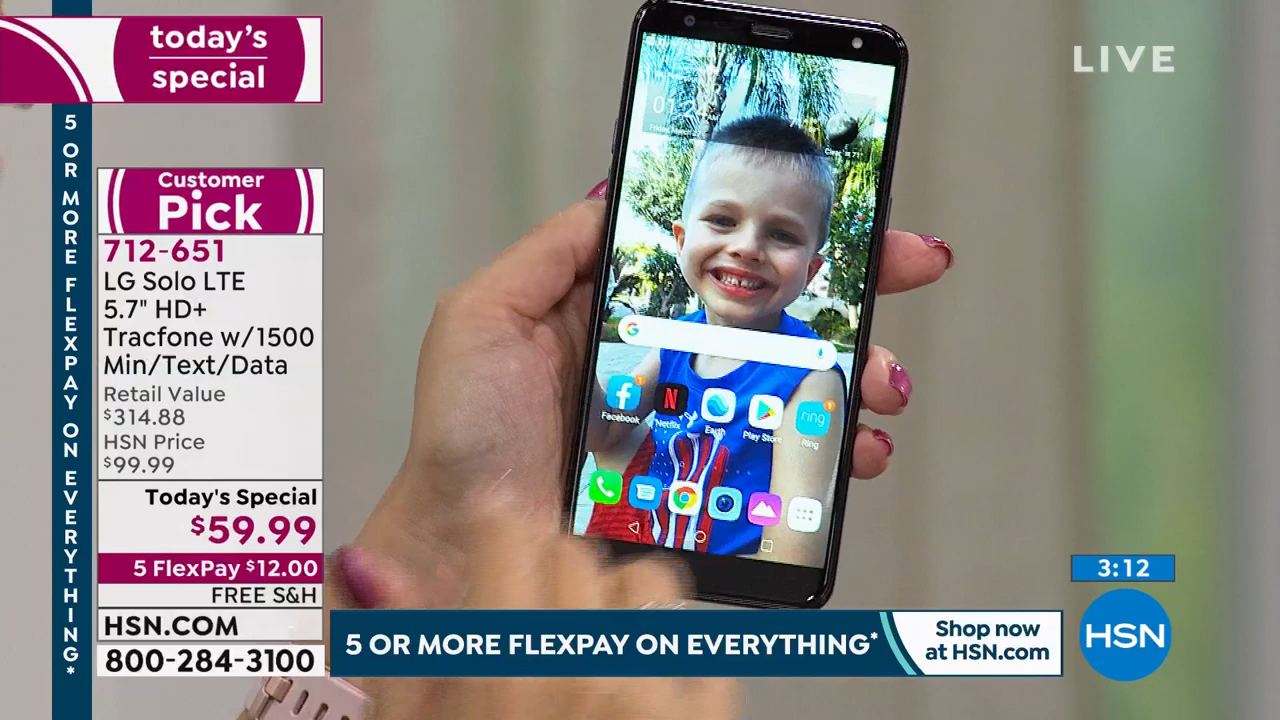 today's
special
LIVE
5 OR MORE FLEXPAY ON EVERYTHING*
Customer
Pick
712-651
LG Solo LTE
5.7" HD+
Tracfone w/1500
Min/Text/Data
Retail Value
$314.88
HSN Price
$99.99
Today's Special
$59.99
5 FlexPay $12.00
FREE S&H
HSN.COM
800-284-3100
Facebook
Netflix
Earth
Play Store
ring
Ring
5 OR MORE FLEXPAY ON EVERYTHING*
Shop now
at HSN.com
3:12
HSN